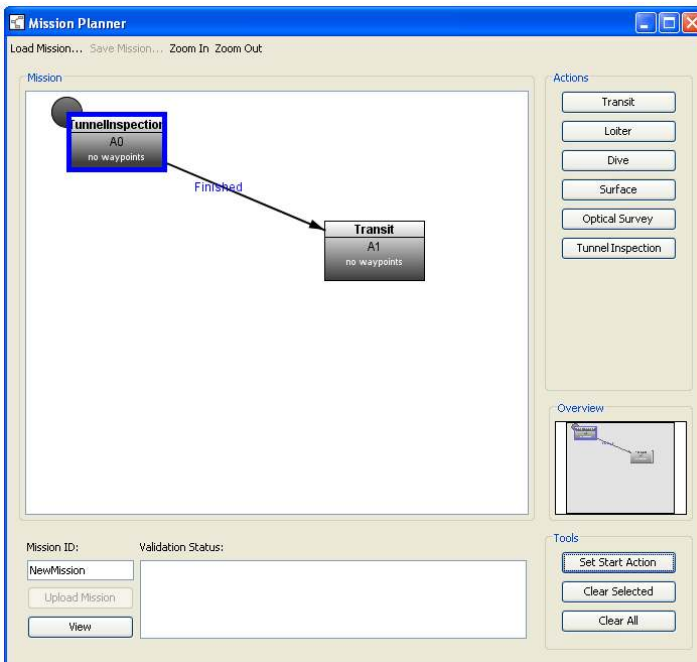 Mission Planner
Load Mission... Save Mission... Zoom In Zoom Out
Mission
TunnelInspection
A0
no waypoints
Finished
Transit
A1
no waypoints
Actions
Transit
Loiter
Dive
Surface
Optical Survey
Tunnel Inspection
Overview
Mission ID:
NewMission
Upload Mission
View
Validation Status:
Tools
Set Start Action
Clear Selected
Clear All